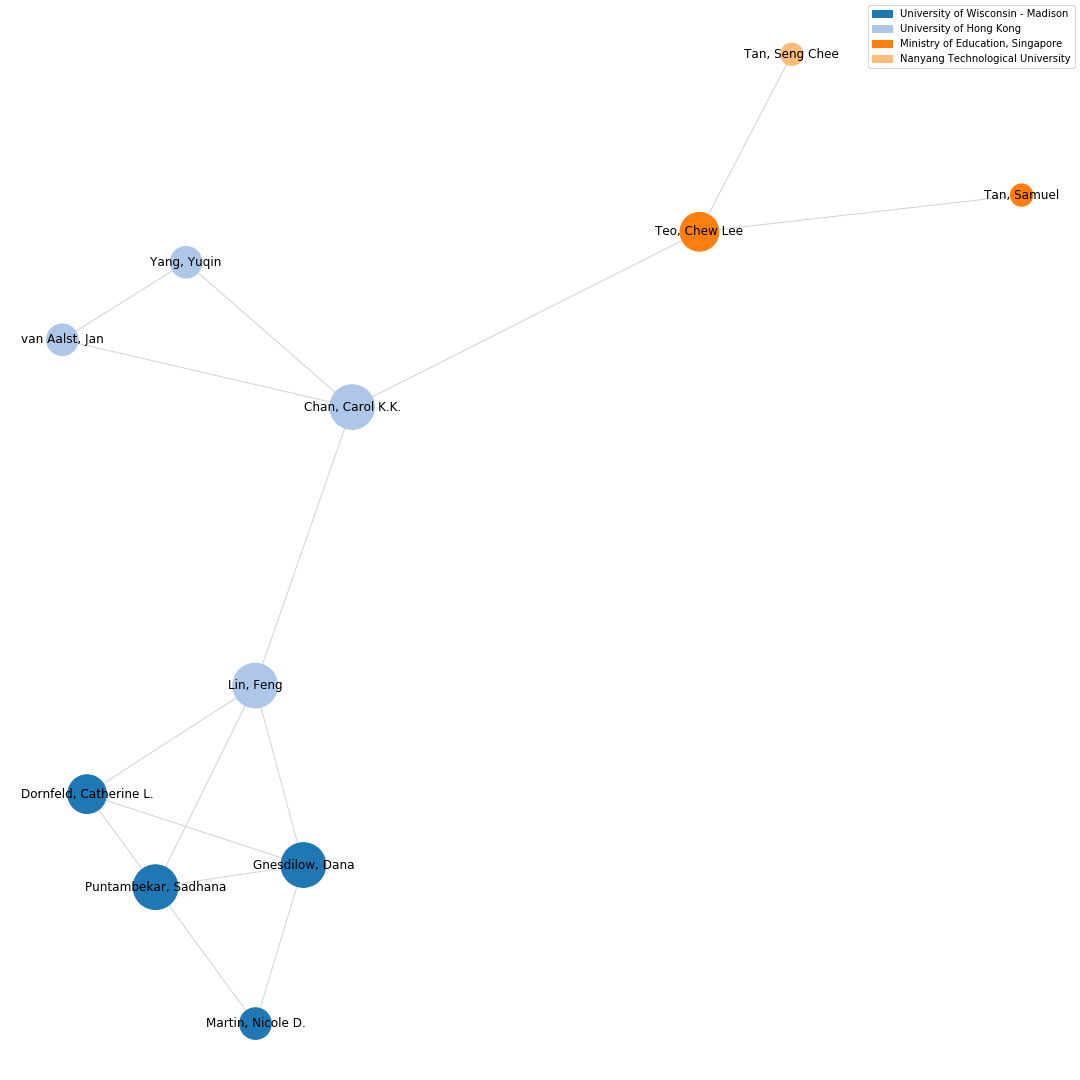 University of Wisconsin - Madison
University of Hong Kong
Ministry of Education, Singapore
Nanyang Technological University
Tan, Seng Chee
Tan, Samuel
Teo, Chew Lee
Yang, Yuqin
van Aalst, Jan
Chan, Carol K.K.
Lin, Feng
Dornfeld, Catherine L.
Gnesdilow, Dana
Puntambekar, Sadhana
Martin, Nicole D.